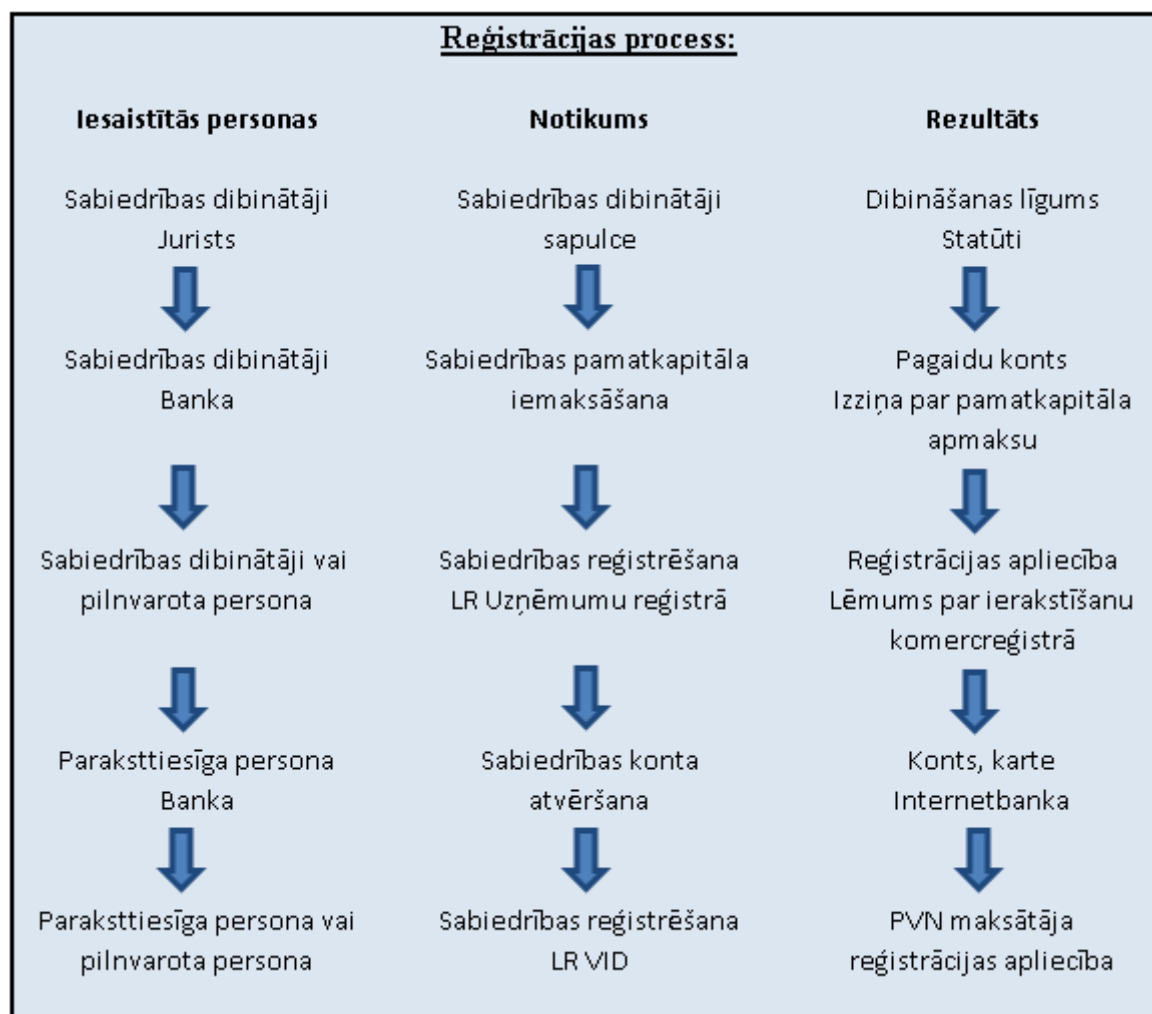 Reģistrācijas process:
Iesaistītās personas
Notikums
Rezultāts
Sabiedrības dibinātāji
Jurists
Sabiedrības dibinātāji
sapulce
Dibināšanas līgums
Statūti
Sabiedrības dibinātāji
Banka
Sabiedrības pamatkapitāla
iemaksāšana
Pagaidu konts
Izziņa par pamatkapitāla
apmaksu
Sabiedrības dibinātāji vai
pilnvarota persona
Sabiedrības reģistrēšana
LR Uzņēmumu reģistrā
Reģistrācijas apliecība
Lēmums par ierakstīšanu
komercreģistrā
Paraksttiesīga persona
Banka
Sabiedrības konta
atvēršana
Konts, karte
Internetbanka
Paraksttiesīga persona vai
pilnvarota persona
Sabiedrības reģistrēšana
LR VID
PVN maksātāja
reģistrācijas apliecība